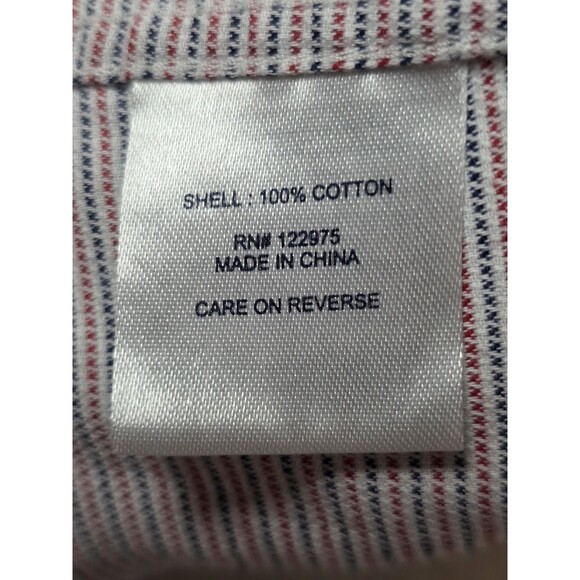 SHELL : 100% COTTON
RN# 122975
MADE IN CHINA
CARE ON REVERSE